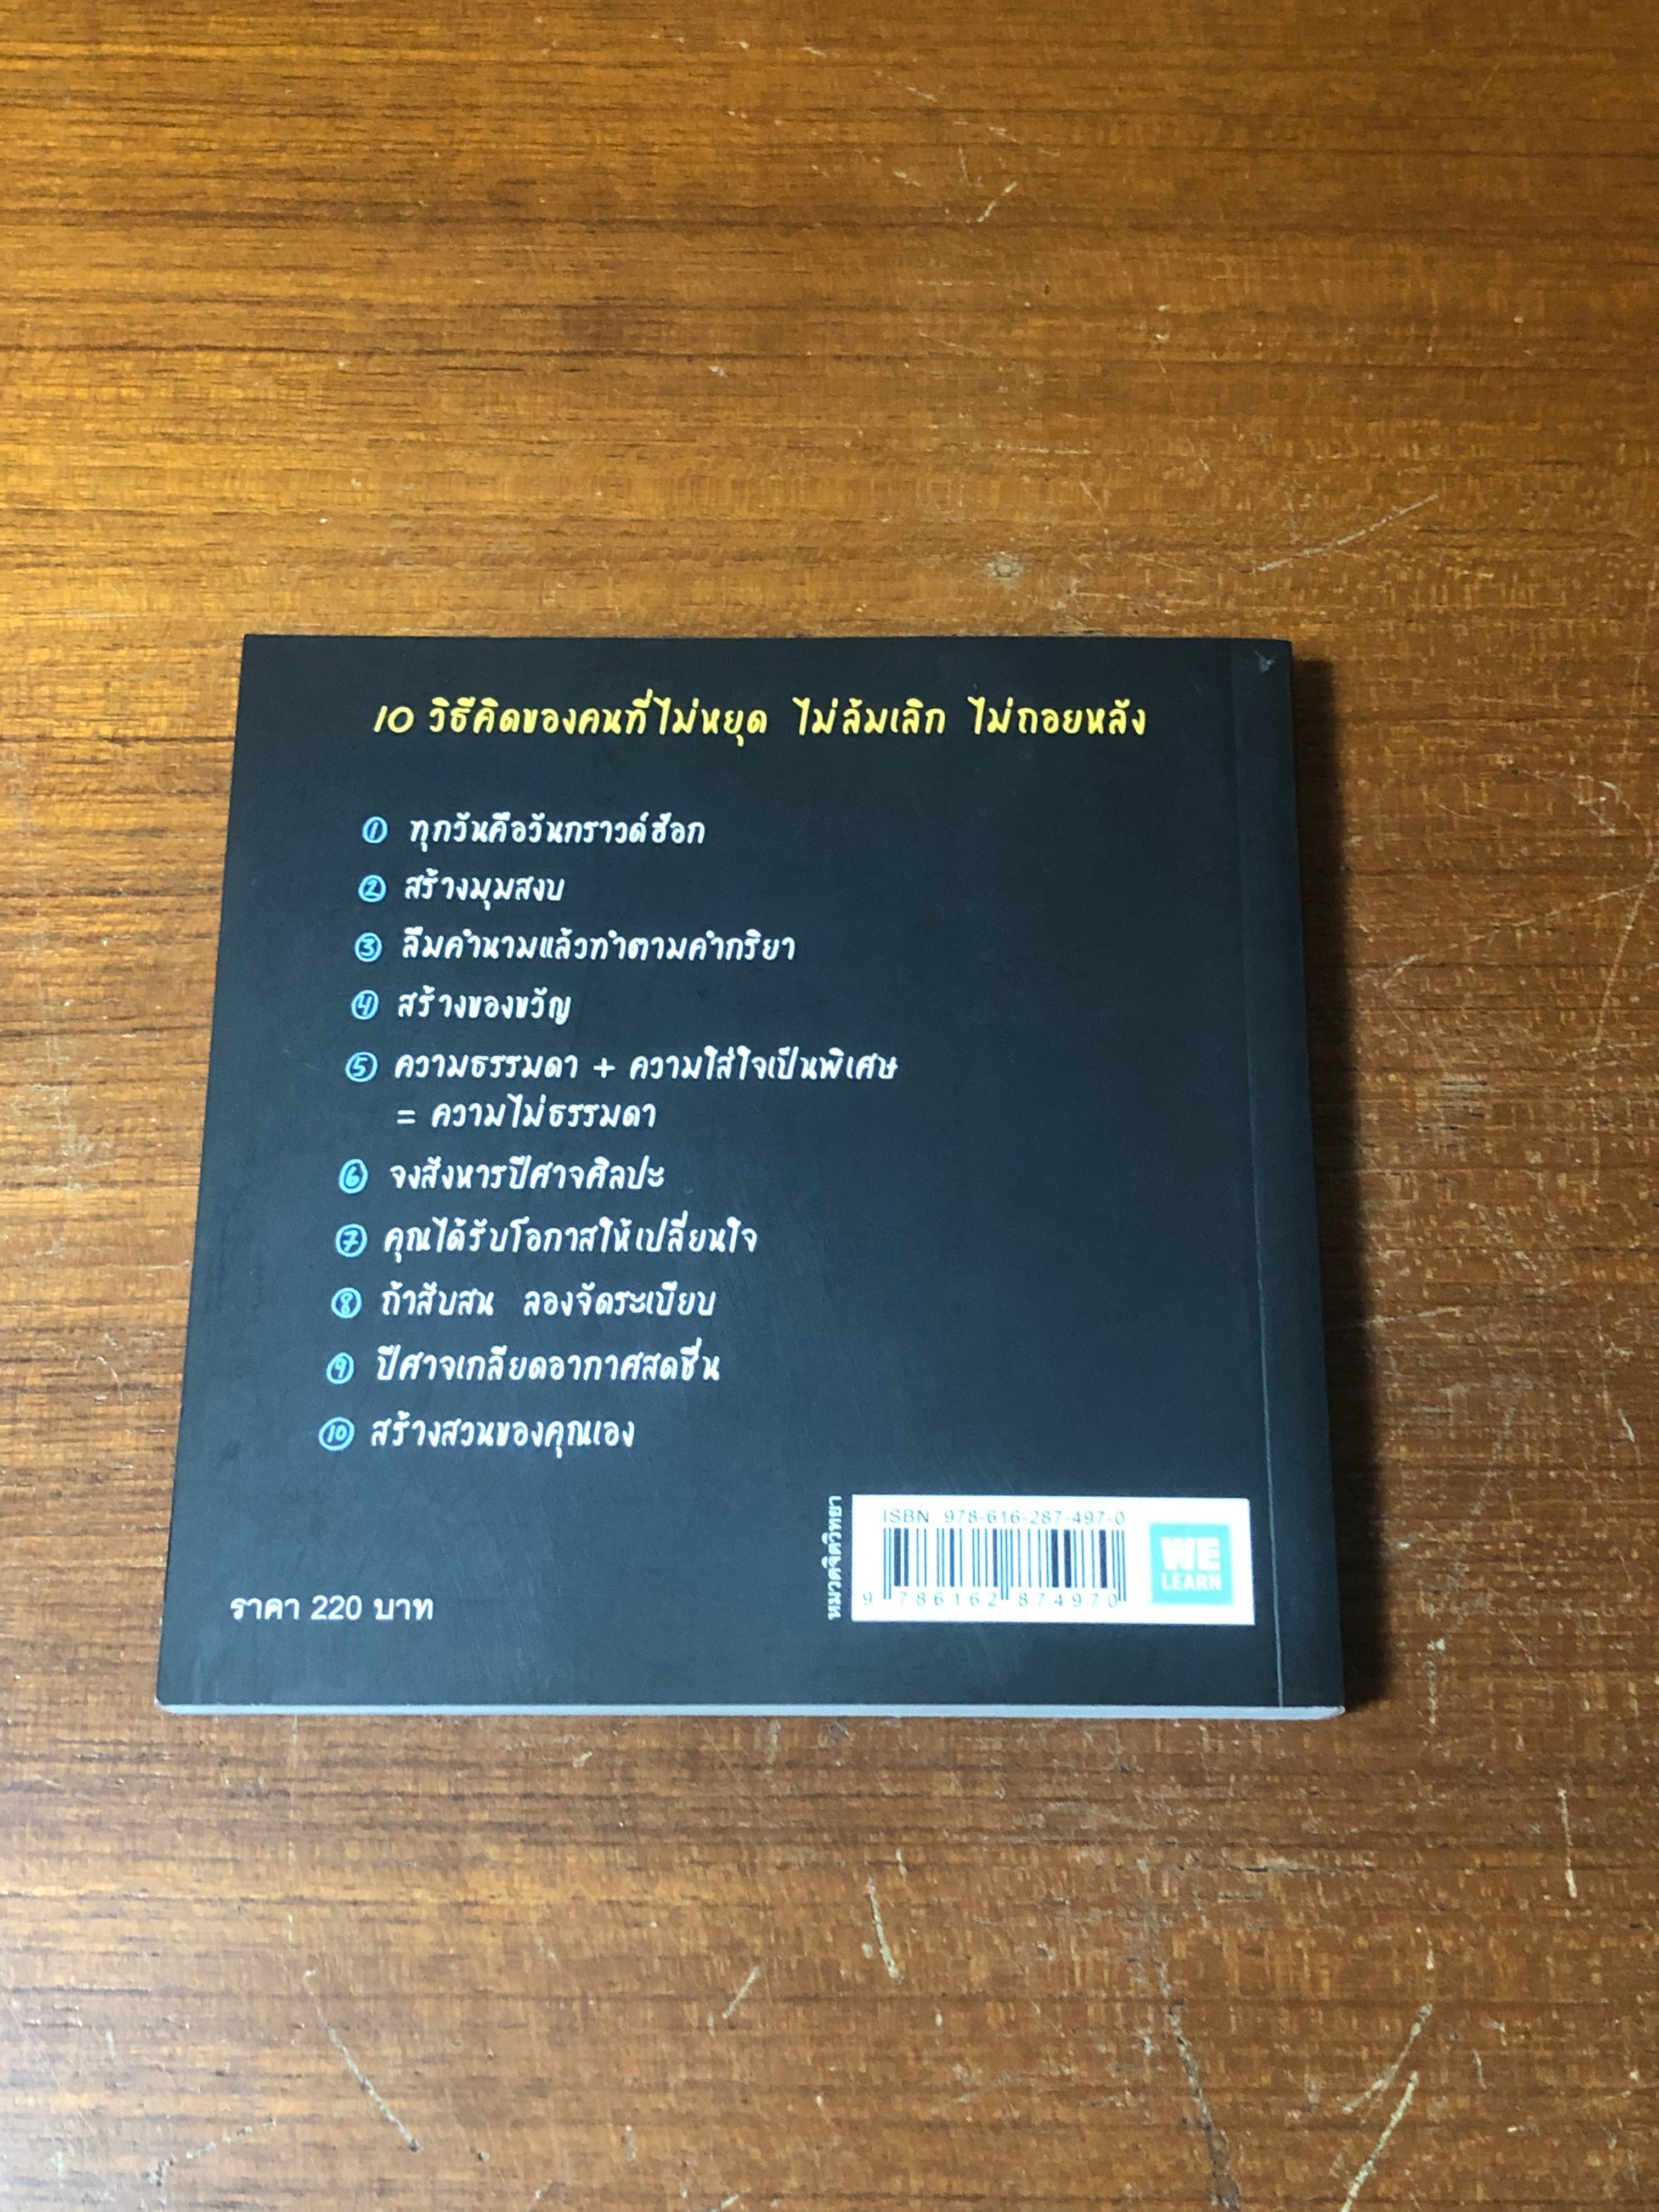 10 วิธีคิดของคนที่ไม่หยุด ไม่ล้มเลิก ไม่ถอยหลัง
① ทุกวันคือวันกราวด์ฮ็อก
② สร้างมุมสงบ
③ ลืมคำนามแล้วทำตามคำกริยา
④ สร้างของขวัญ
⑤ ความธรรมดา + ความใส่ใจเป็นพิเศษ
= ความไม่ธรรมดา
⑥ จงสังหารปีศาจศิลปะ
⑦ คุณได้รับโอกาสให้เปลี่ยนใจ
⑧ ถ้าสับสน ลองจัดระเบียบ
⑨ ปีศาจเกลียดอากาศสดชื่น
⑩ สร้างสวนของคุณเอง
ราคา 220 บาท
หมวดจิตวิทยา
ISBN 978-616-287-497-0
9 786162 874970
WE
LEARN